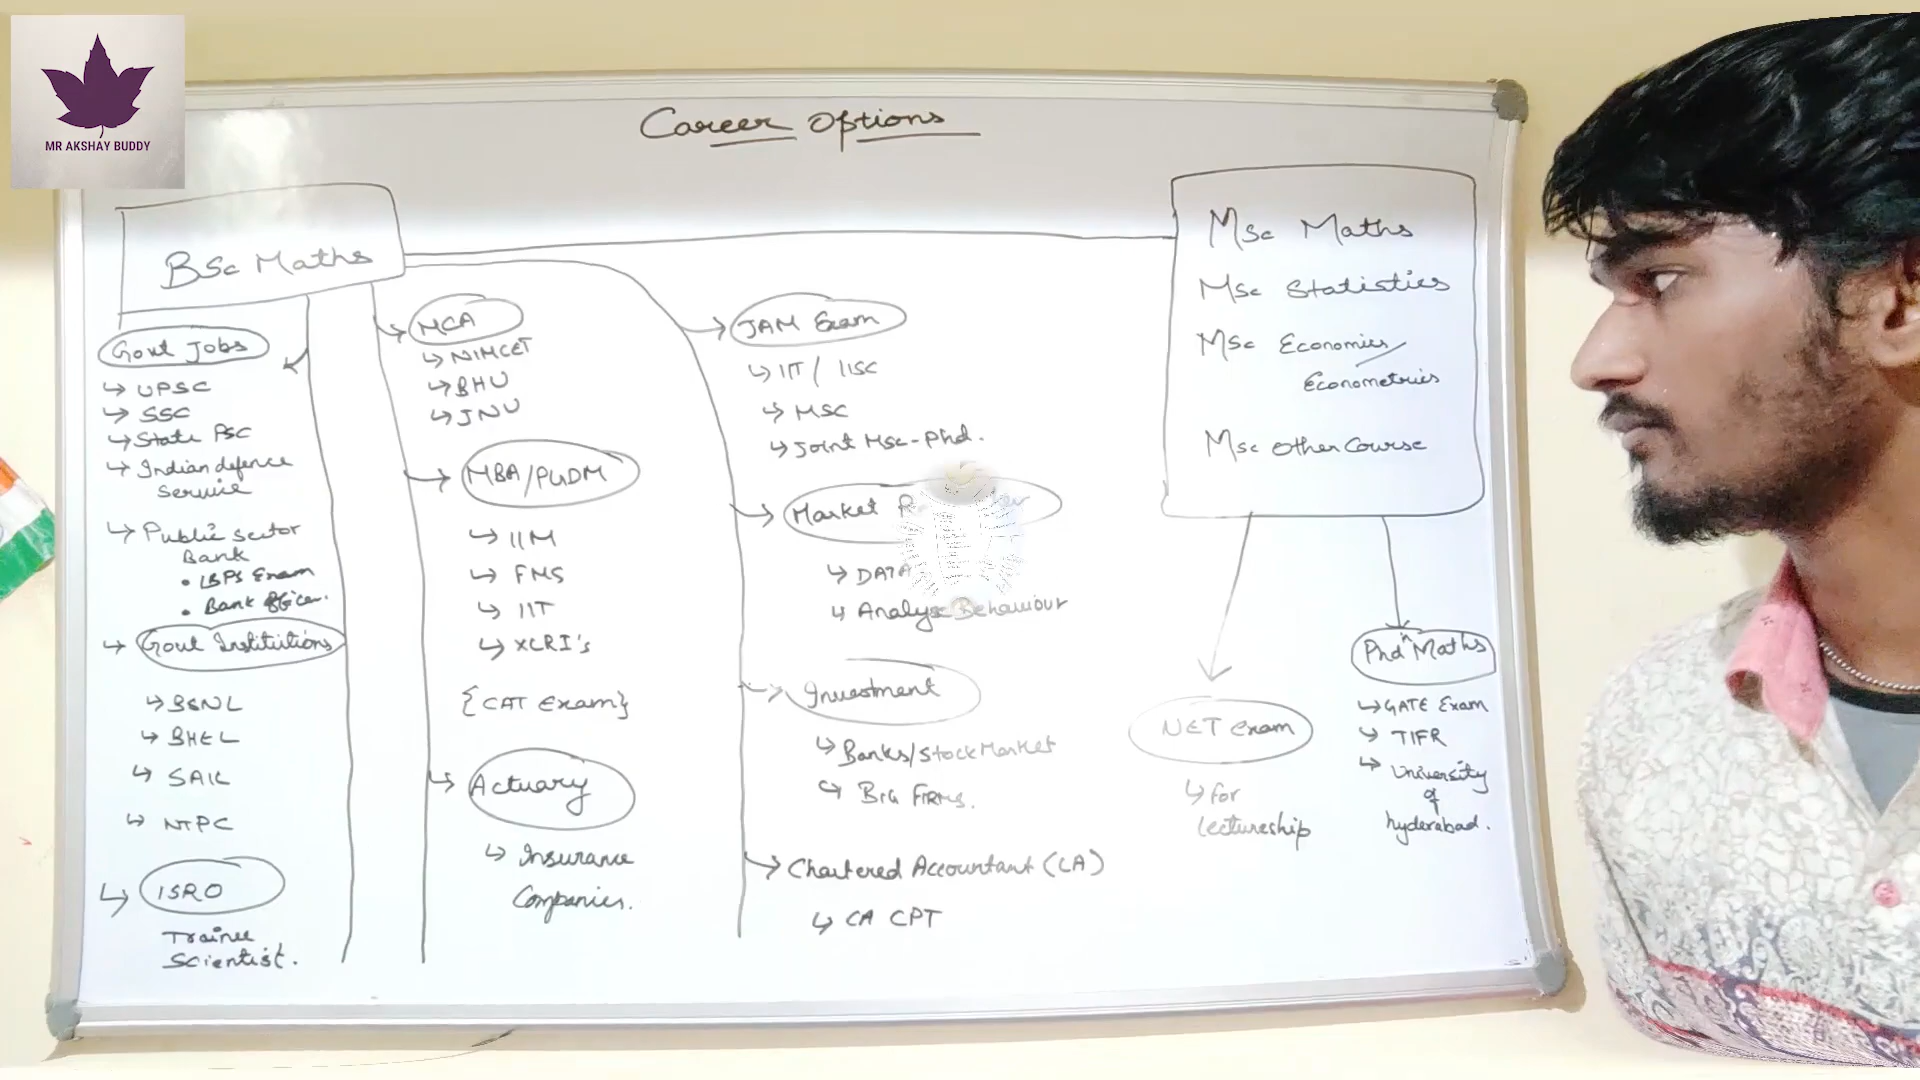 MR AKSHAY BUDDY
Career Options
BSc Maths
Govt Jobs
↳ UPSC
↳ SSC
↳ State PSC
↳ Indian defence
Service
↳ Public Sector
Bank
• IBPS Exam
• Bank Officer.
↳ Govt Institutions
↳ BSNL
↳ BHEL
↳ SAIL
↳ NTPC
↳ ISRO
Trainee
Scientist.
MCA
↳ NIMCET
↳ BHU
↳ JNU
MBA/PGDM
↳ IIM
↳ FMS
↳ IIT
↳ XLRI's
{CAT Exam}
Actuary
↳ Insurance
Companies.
JAM Exam
↳ IIT / IISC
↳ MSC
↳ Joint Msc-Phd.
Market
↳ DATA
↳ Analyse Behaviour
Investment
↳ Banks/Stock Market
↳ BIG FIRMS.
Chartered Accountant (CA)
↳ CA CPT
MSc Maths
MSc Statistics
MSc Economics/
Econometrics
MSc Other Course
NET exam
↳ for
lectureship
Phd in Maths
↳ GATE Exam
↳ TIFR
↳ University
of
hyderabad.